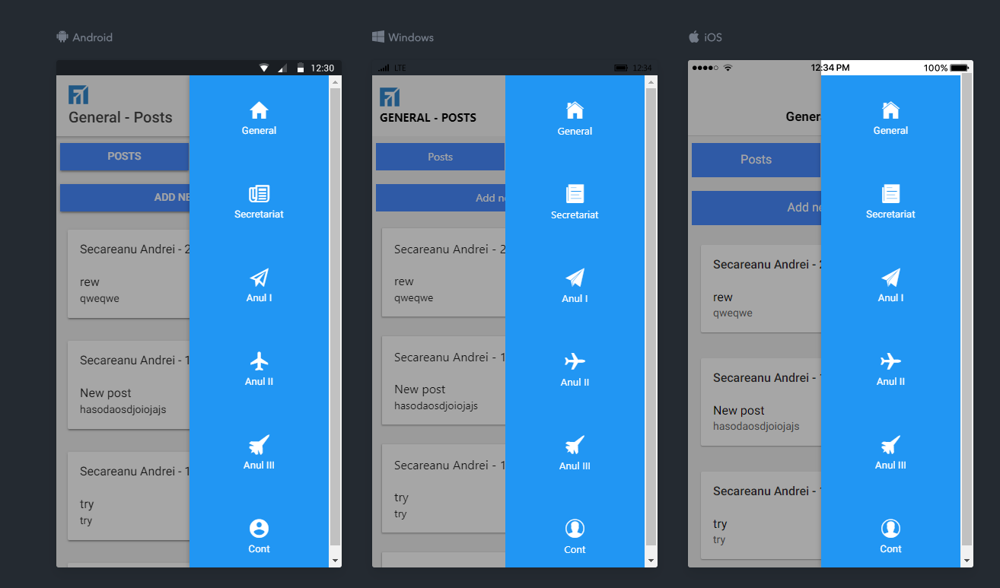 Android
12:30
General - Posts
POSTS
ADD NE
Secareanu Andrei - 2
rew
qweqwe
Secareanu Andrei - 1
New post
hasodaosdjoiojajs
Secareanu Andrei - 1
try
try
General
Secretariat
Anul I
Anul II
Anul III
Cont
Windows
LTE
12:34
GENERAL - POSTS
Posts
Add ne
Secareanu Andrei - 2
rew
qweqwe
Secareanu Andrei - 1
New post
hasodaosdjoiojajs
Secareanu Andrei - 1
try
try
General
Secretariat
Anul I
Anul II
Anul III
Cont
iOS
12:34 PM
100%
Gener
Posts
Add ne
Secareanu Andrei - 2
rew
qweqwe
Secareanu Andrei - 1
New post
hasodaosdjoiojajs
Secareanu Andrei - 1
try
try
General
Secretariat
Anul I
Anul II
Anul III
Cont